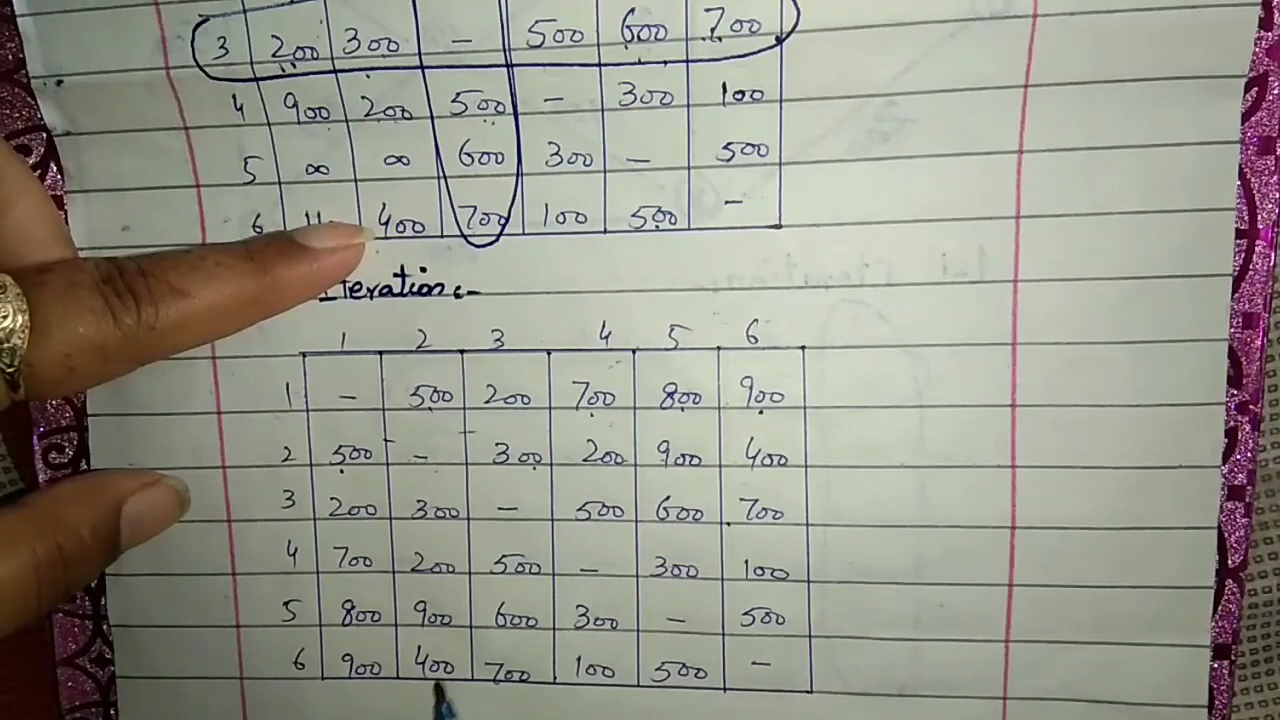 3 200 300 - 500 600 700
4 900 200 500 - 300 100
5 ∞ ∞ 600 300 - 500
6 400 700 100 500 -
Iteration:-
1 2 3 4 5 6
1 - 500 200 700 800 900
2 500 - 300 200 900 400
3 200 300 - 500 600 700
4 700 200 500 - 300 100
5 800 900 600 300 - 500
6 900 400 700 100 500 -